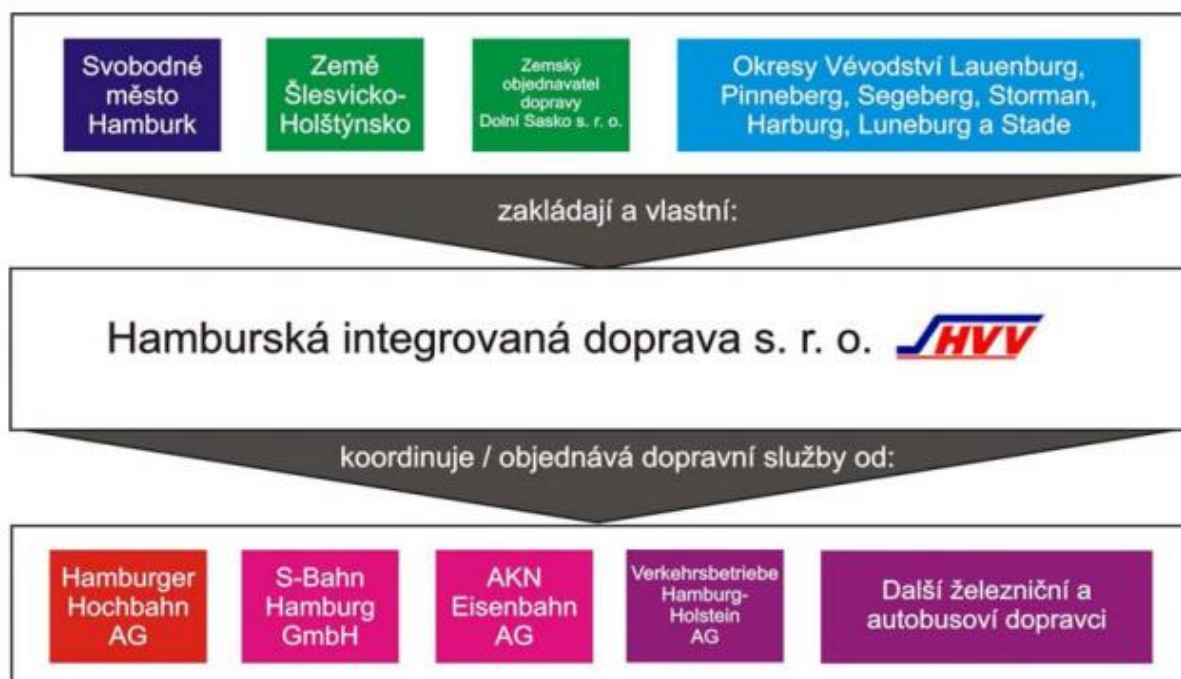 Svobodné
město
Hamburk
Země
Šlesvicko-
Holštýnsko
Zemský
objednavatel
dopravy
Dolní Sasko s. r. o.
Okresy Vévodství Lauenburg,
Pinneberg, Segeberg, Storman,
Harburg, Luneburg a Stade
zakládají a vlastní:
Hamburská integrovaná doprava s. r. o. HVV
koordinuje / objednává dopravní služby od:
Hamburger
Hochbahn
AG
S-Bahn
Hamburg
GmbH
AKN
Eisenbahn
AG
Verkehrsbetriebe
Hamburg-
Holstein
AG
Další železniční a
autobusoví dopravci